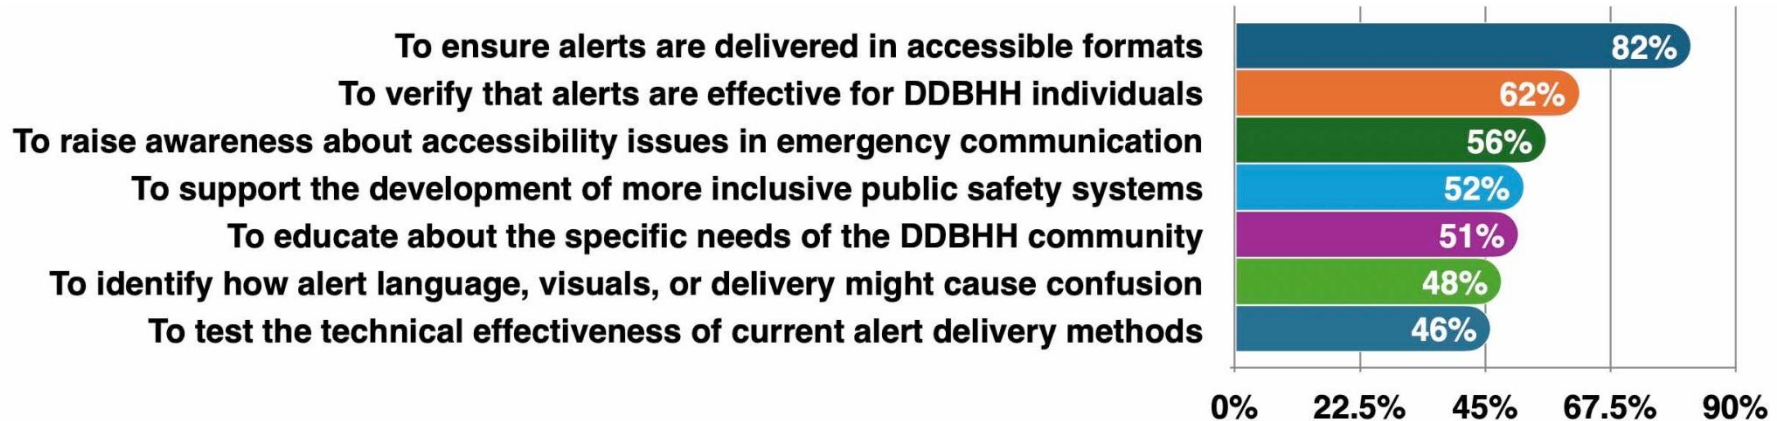 To ensure alerts are delivered in accessible formats 82%
To verify that alerts are effective for DDBHH individuals 62%
To raise awareness about accessibility issues in emergency communication 56%
To support the development of more inclusive public safety systems 52%
To educate about the specific needs of the DDBHH community 51%
To identify how alert language, visuals, or delivery might cause confusion 48%
To test the technical effectiveness of current alert delivery methods 46%
0% 22.5% 45% 67.5% 90%